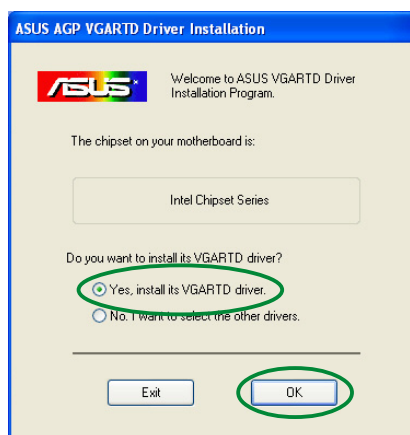 ASUS AGP VGARTD Driver Installation
ASUS
Welcome to ASUS VGARTD Driver
Installation Program.
The chipset on your motherboard is:
Intel Chipset Series
Do you want to install its VGARTD driver?
Yes, install its VGARTD driver.
No. I want to select the other drivers.
Exit
OK